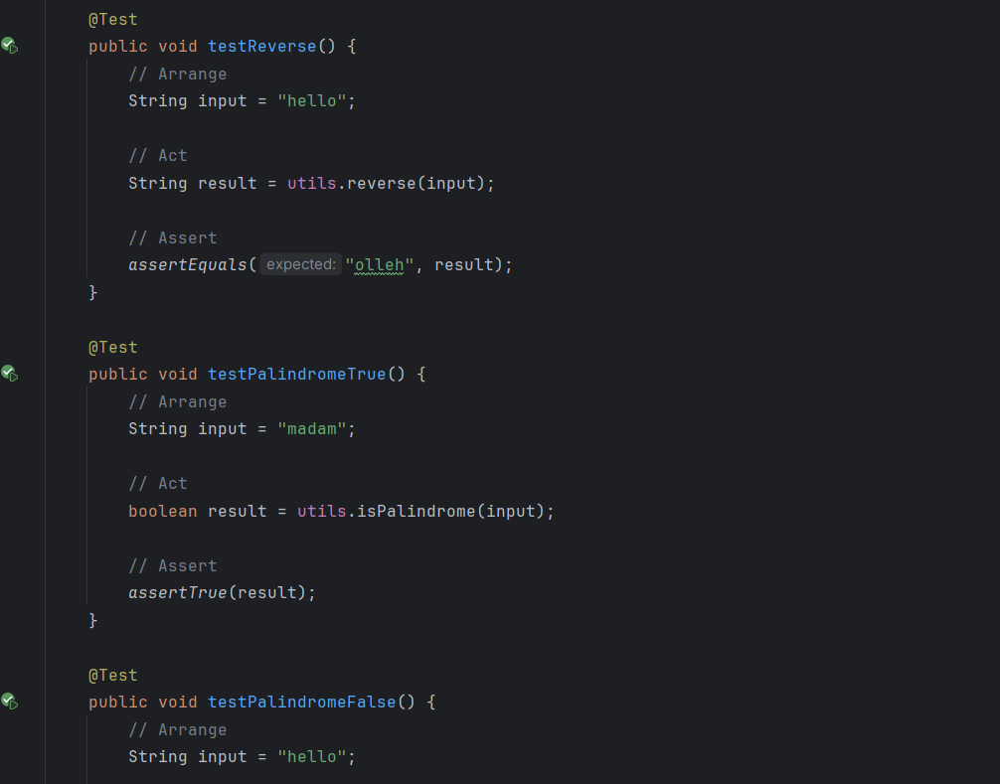 @Test
public void testReverse() {
// Arrange
String input = "hello";
// Act
String result = utils.reverse(input);
// Assert
assertEquals( expected: "olleh", result);
}
@Test
public void testPalindromeTrue() {
// Arrange
String input = "madam";
// Act
boolean result = utils.isPalindrome(input);
// Assert
assertTrue(result);
}
@Test
public void testPalindromeFalse() {
// Arrange
String input = "hello";